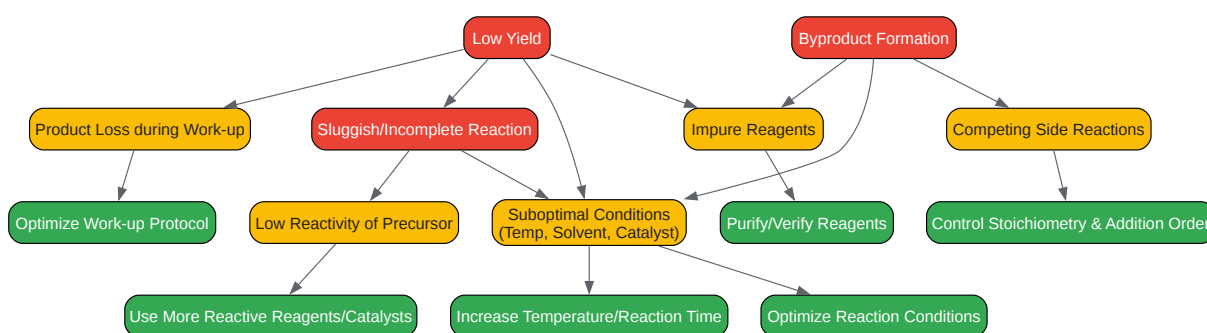 Low Yield
Byproduct Formation
Product Loss during Work-up
Sluggish/Incomplete Reaction
Impure Reagents
Competing Side Reactions
Optimize Work-up Protocol
Low Reactivity of Precursor
Suboptimal Conditions
(Temp, Solvent, Catalyst)
Purify/Verify Reagents
Control Stoichiometry & Addition Order
Use More Reactive Reagents/Catalysts
Increase Temperature/Reaction Time
Optimize Reaction Conditions